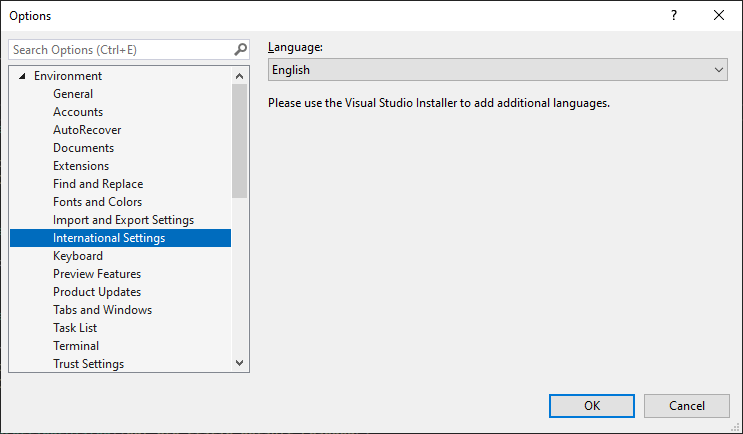 Options
?
Search Options (Ctrl+E)
Environment
General
Accounts
AutoRecover
Documents
Extensions
Find and Replace
Fonts and Colors
Import and Export Settings
International Settings
Keyboard
Preview Features
Product Updates
Tabs and Windows
Task List
Terminal
Trust Settings
Language:
English
Please use the Visual Studio Installer to add additional languages.
OK
Cancel